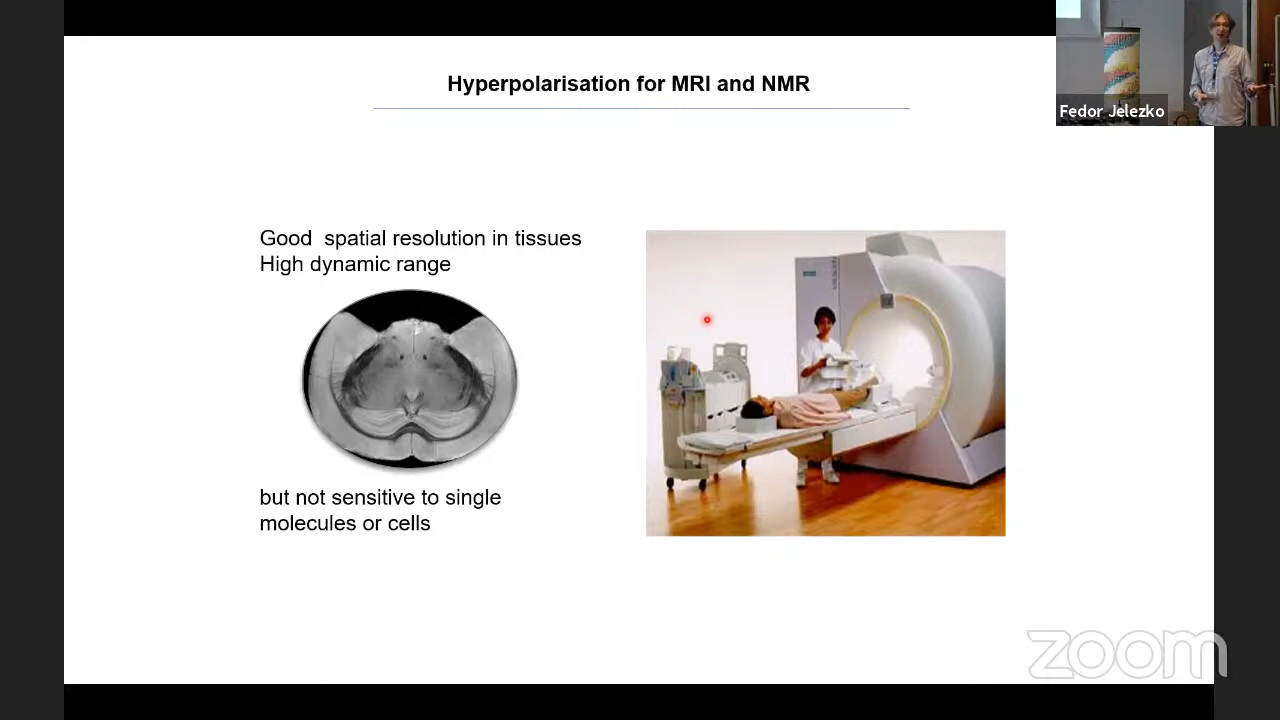 Hyperpolarisation for MRI and NMR
Fedor Jelezko
Good spatial resolution in tissues
High dynamic range
but not sensitive to single
molecules or cells
zoom